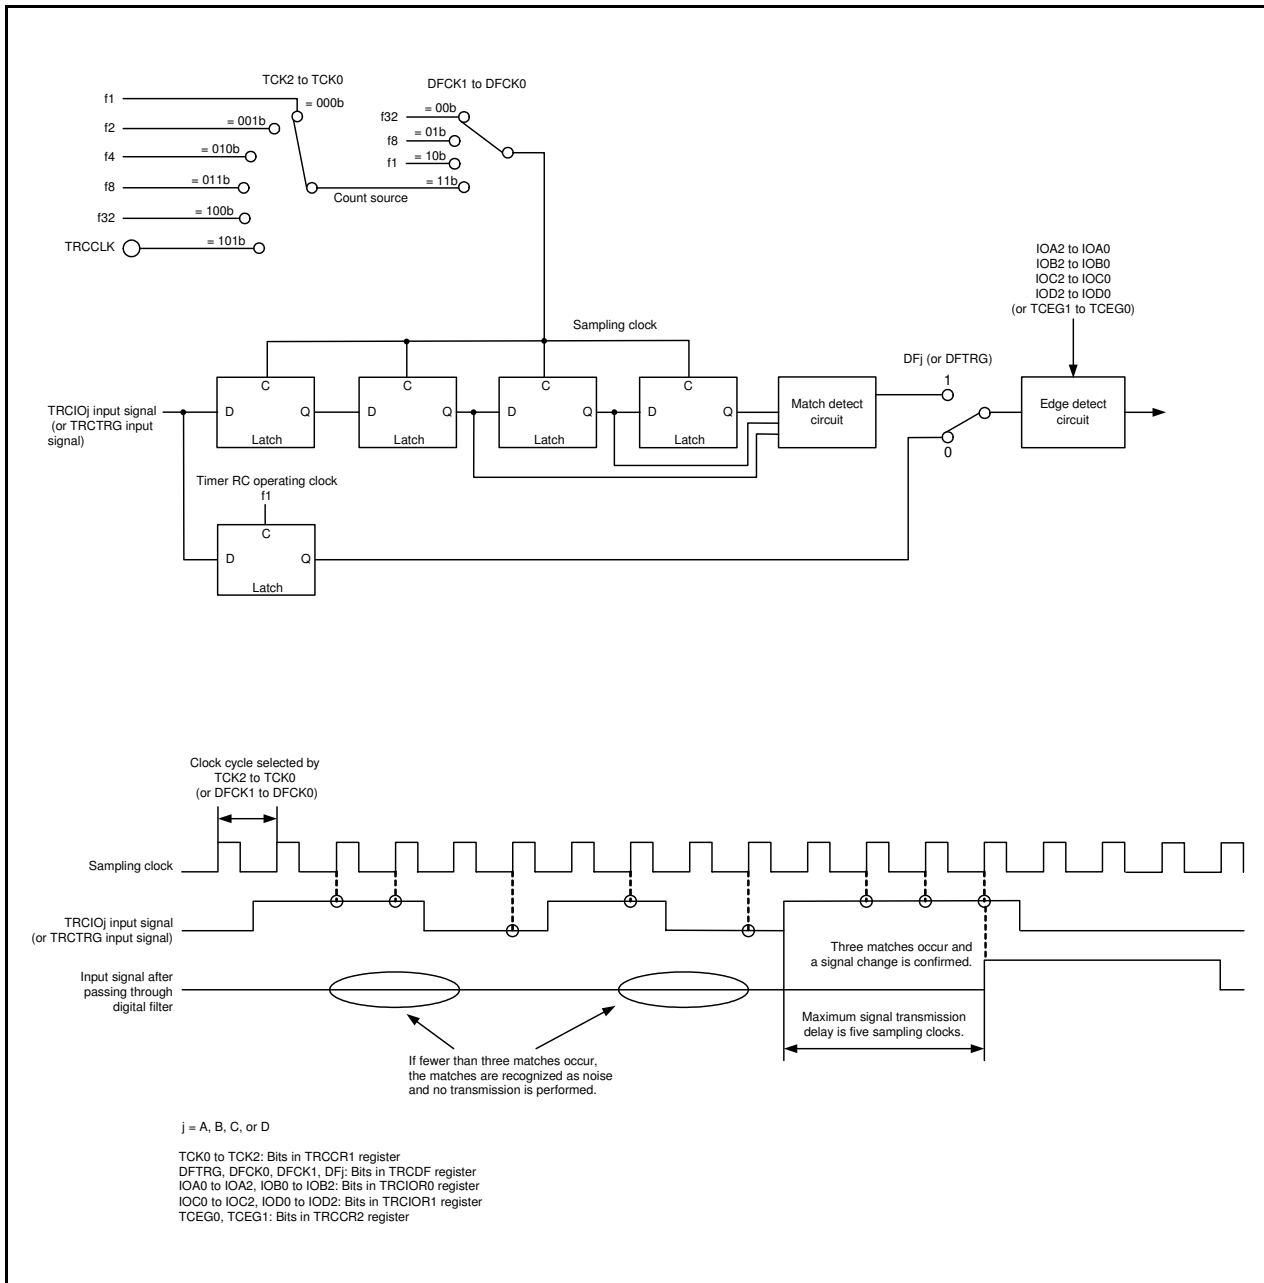 TCK2 to TCK0
DFCK1 to DFCK0
f1
= 000b
f32
= 00b
f2
= 001b
f8
= 01b
f4
= 010b
f1
= 10b
f8
= 011b
= 11b
Count source
f32
= 100b
TRCCLK
= 101b
IOA2 to IOA0
IOB2 to IOB0
IOC2 to IOC0
IOD2 to IOD0
(or TCEG1 to TCEG0)
Sampling clock
DFj (or DFTRG)
C
C
C
C
1
TRCIOj input signal
(or TRCTRG input
signal)
D
Q
D
Q
D
Q
D
Q
Match detect
circuit
Edge detect
circuit
Latch
Latch
Latch
Latch
0
Timer RC operating clock
f1
C
D
Q
Latch
Clock cycle selected by
TCK2 to TCK0
(or DFCK1 to DFCK0)
Sampling clock
TRCIOj input signal
(or TRCTRG input signal)
Three matches occur and
a signal change is confirmed.
Input signal after
passing through
digital filter
Maximum signal transmission
delay is five sampling clocks.
If fewer than three matches occur,
the matches are recognized as noise
and no transmission is performed.
j = A, B, C, or D
TCK0 to TCK2: Bits in TRCCR1 register
DFTRG, DFCK0, DFCK1, DFj: Bits in TRCDF register
IOA0 to IOA2, IOB0 to IOB2: Bits in TRCIOR0 register
IOC0 to IOC2, IOD0 to IOD2: Bits in TRCIOR1 register
TCEG0, TCEG1: Bits in TRCCR2 register